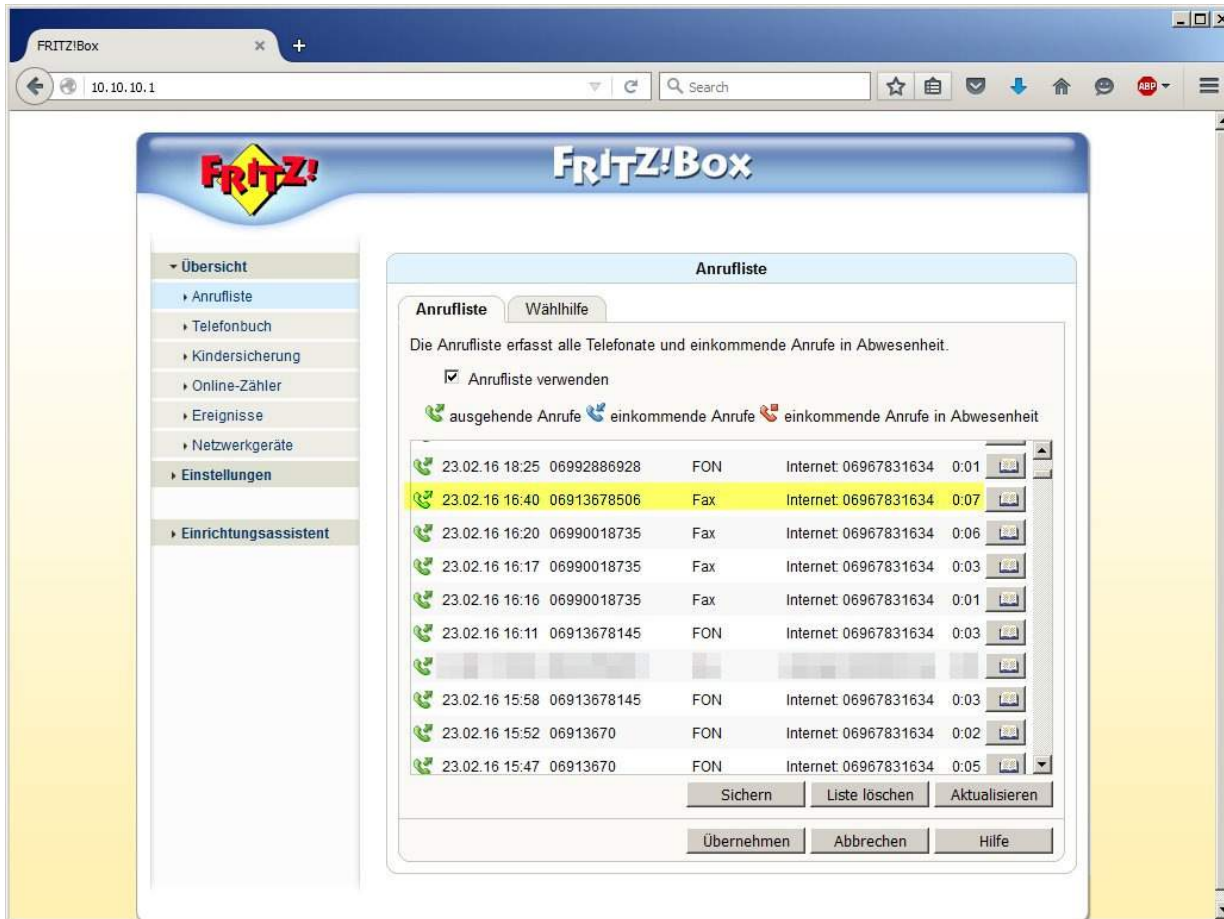 FRITZ!Box
10.10.10.1
Search
ABP
FRITZ!
FRITZ!Box
Übersicht
Anrufliste
Telefonbuch
Kindersicherung
Online-Zähler
Ereignisse
Netzwerkgeräte
Einstellungen
Einrichtungsassistent
Anrufliste
Anrufliste Wählhilfe
Die Anrufliste erfasst alle Telefonate und einkommende Anrufe in Abwesenheit.
Anrufliste verwenden
ausgehende Anrufe einkommende Anrufe einkommende Anrufe in Abwesenheit
23.02.16 18:25 06992886928 FON Internet: 06967831634 0:01
23.02.16 16:40 06913678506 Fax Internet: 06967831634 0:07
23.02.16 16:20 06990018735 Fax Internet: 06967831634 0:06
23.02.16 16:17 06990018735 Fax Internet: 06967831634 0:03
23.02.16 16:16 06990018735 Fax Internet: 06967831634 0:01
23.02.16 16:11 06913678145 FON Internet: 06967831634 0:03
23.02.16 15:58 06913678145 FON Internet: 06967831634 0:03
23.02.16 15:52 06913670 FON Internet: 06967831634 0:02
23.02.16 15:47 06913670 FON Internet: 06967831634 0:05
Sichern Liste löschen Aktualisieren
Übernehmen Abbrechen Hilfe